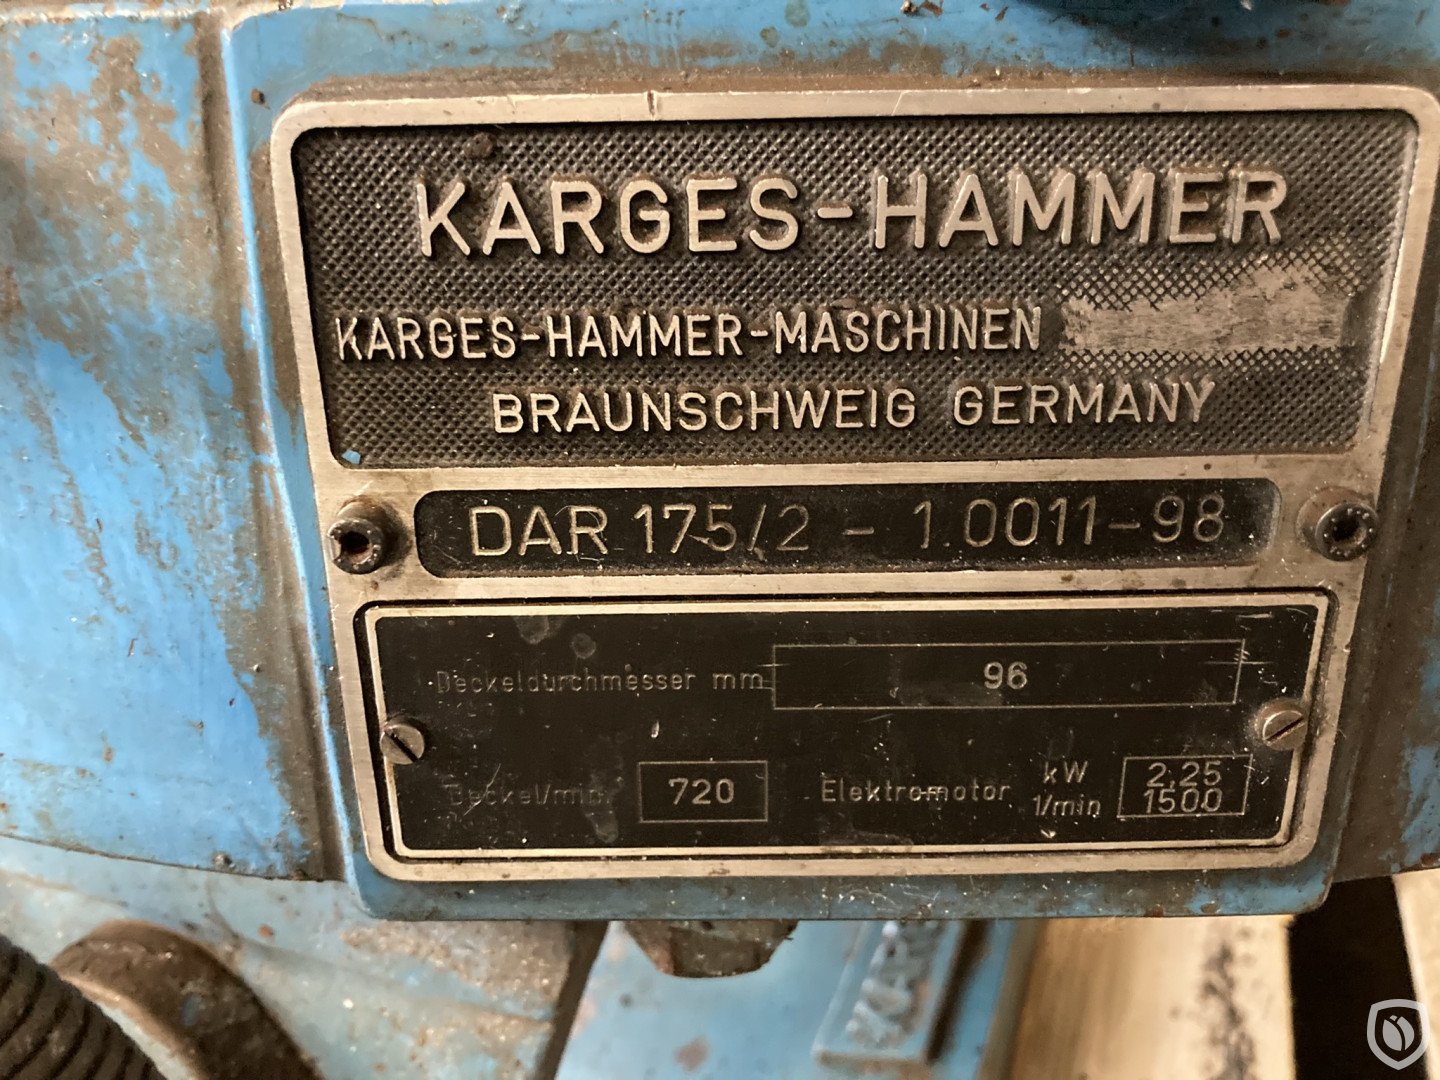 KARGES-HAMMER
KARGES-HAMMER-MASCHINEN
BRAUNSCHWEIG GERMANY
DAR 175/2 - 1.0011-98
Deckeldurchmesser mm 96
Deckel/min. 720 Elektromotor kW 2,25
1/min 1500
KARG